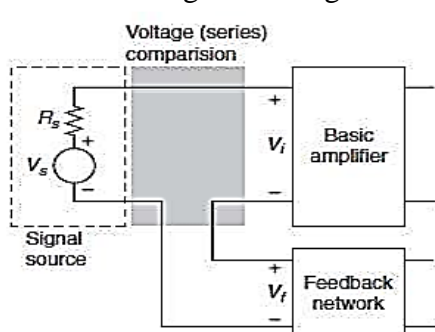 Voltage (series)
comparision
Rs
+
Vs
−
Signal
source
+
Vi
−
Basic
amplifier
+
Vf
−
Feedback
network